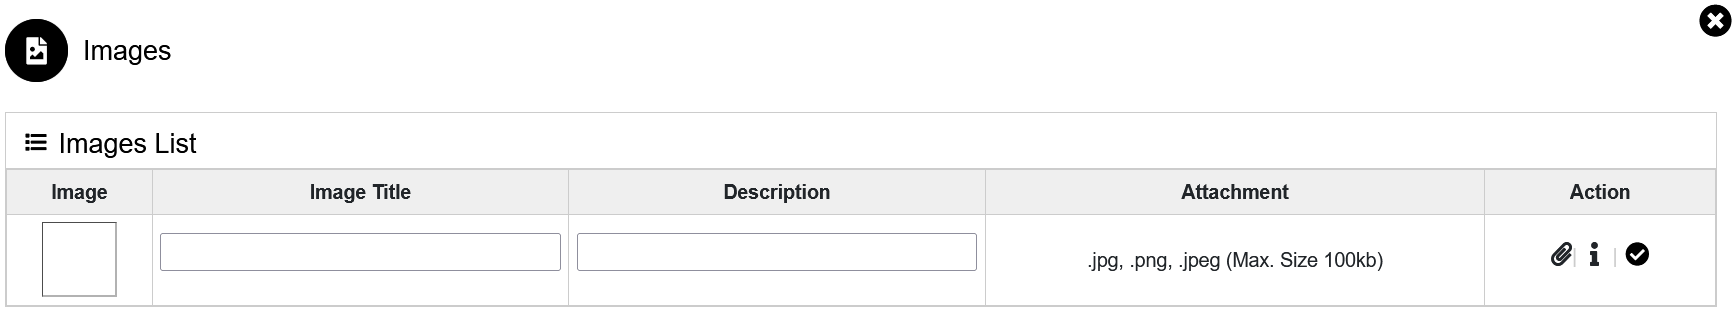 Images
Images List
Image Image Title Description Attachment Action
.jpg, .png, .jpeg (Max. Size 100kb)